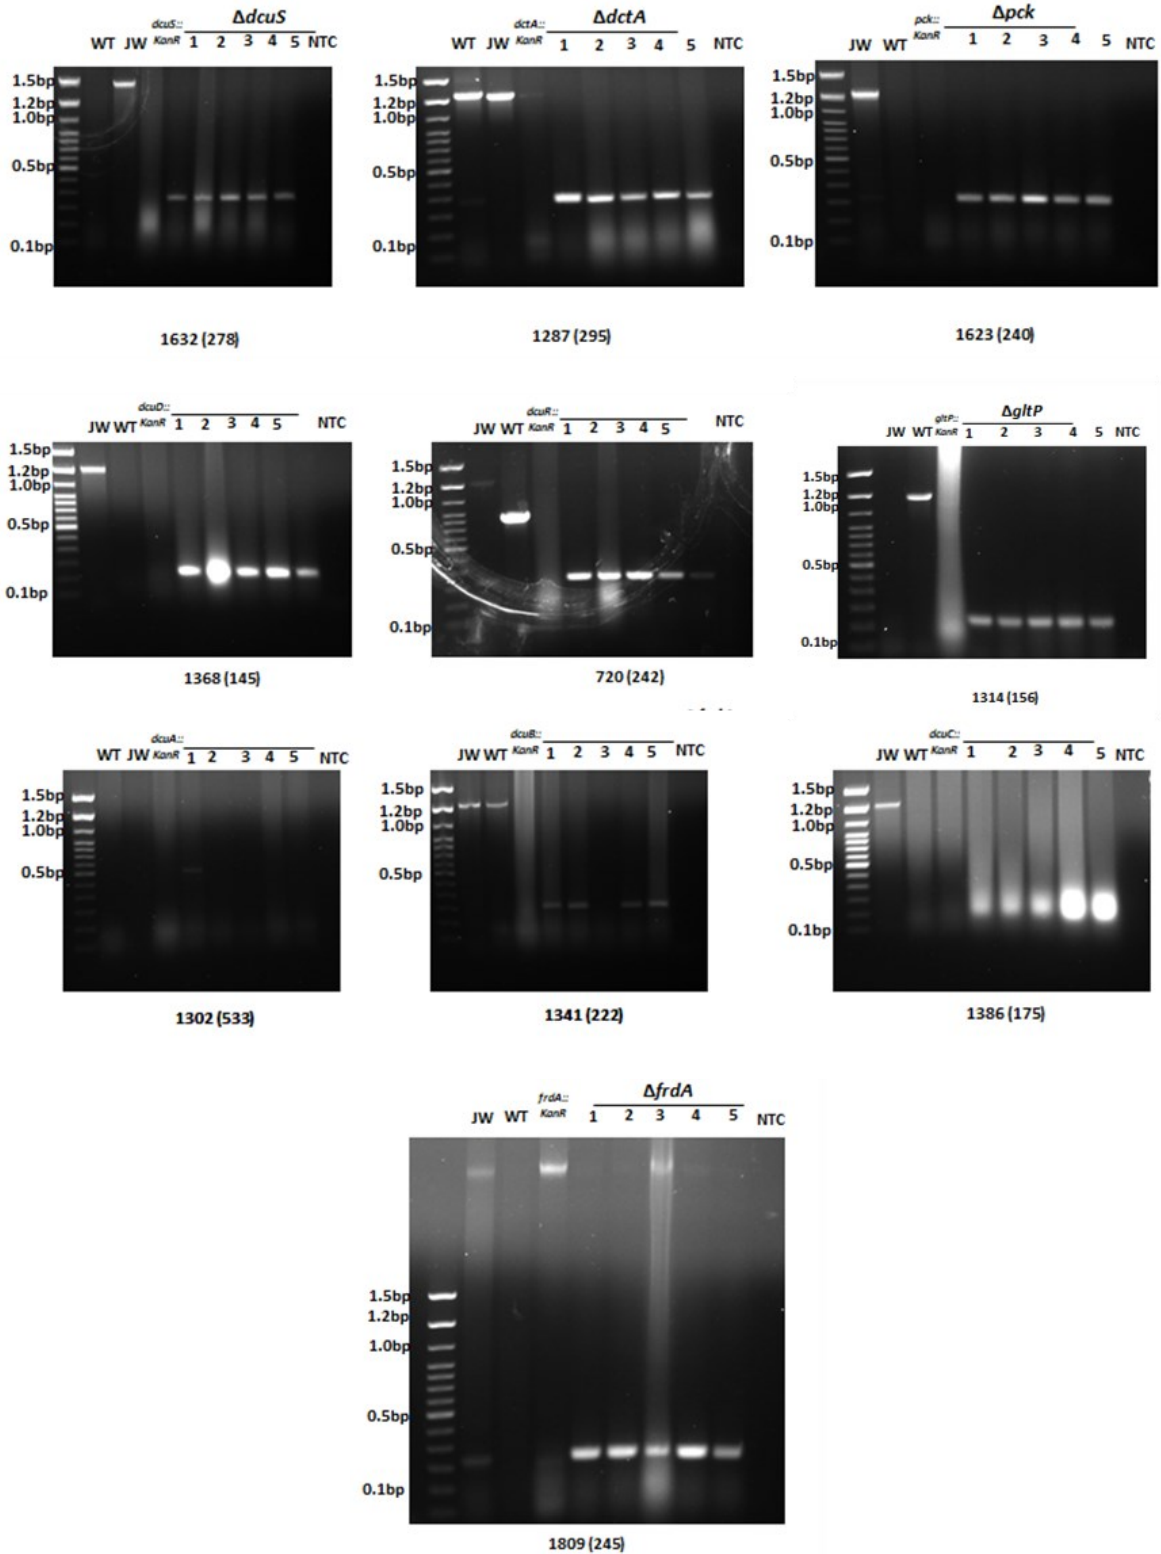 ΔdcuS
dcuS::
KanR
WT JW 1 2 3 4 5 NTC
1.5bp
1.2bp
1.0bp
0.5bp
0.1bp
1632 (278)
ΔdctA
dctA::
WT JW KanR 1 2 3 4 5 NTC
1.5bp
1.2bp
1.0bp
0.5bp
0.1bp
1287 (295)
Δpck
pck::
KanR
JW WT 1 2 3 4 5 NTC
1.5bp
1.2bp
1.0bp
0.5bp
0.1bp
1623 (240)
dcuD::
JW WT KanR 1 2 3 4 5 NTC
1.5bp
1.2bp
1.0bp
0.5bp
0.1bp
1368 (145)
dcuR::
JW WT KanR 1 2 3 4 5 NTC
1.5bp
1.2bp
1.0bp
0.5bp
0.1bp
720 (242)
ΔgltP
gltP::
JW WT KanR 1 2 3 4 5 NTC
1.5bp
1.2bp
1.0bp
0.5bp
0.1bp
1314 (156)
dcuA::
WT JW KanR 1 2 3 4 5 NTC
1.5bp
1.2bp
1.0bp
0.5bp
1302 (533)
dcuB::
JW WT KanR 1 2 3 4 5 NTC
1.5bp
1.2bp
1.0bp
0.5bp
1341 (222)
dcuC::
JW WT KanR 1 2 3 4 5 NTC
1.5bp
1.2bp
1.0bp
0.5bp
0.1bp
1386 (175)
ΔfrdA
frdA::
JW WT KanR 1 2 3 4 5 NTC
1.5bp
1.2bp
1.0bp
0.5bp
0.1bp
1809 (245)